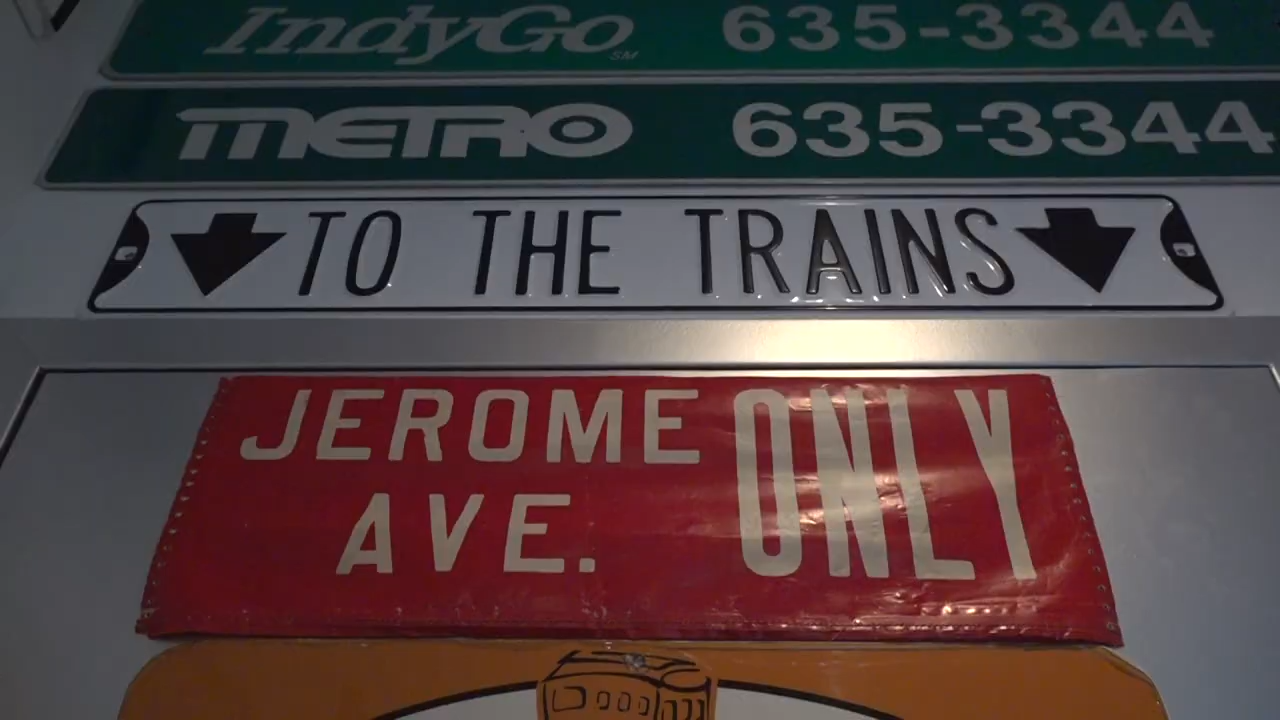 IndyGo SM 635-3344
METRO 635-3344
TO THE TRAINS
JEROME ONLY
AVE.